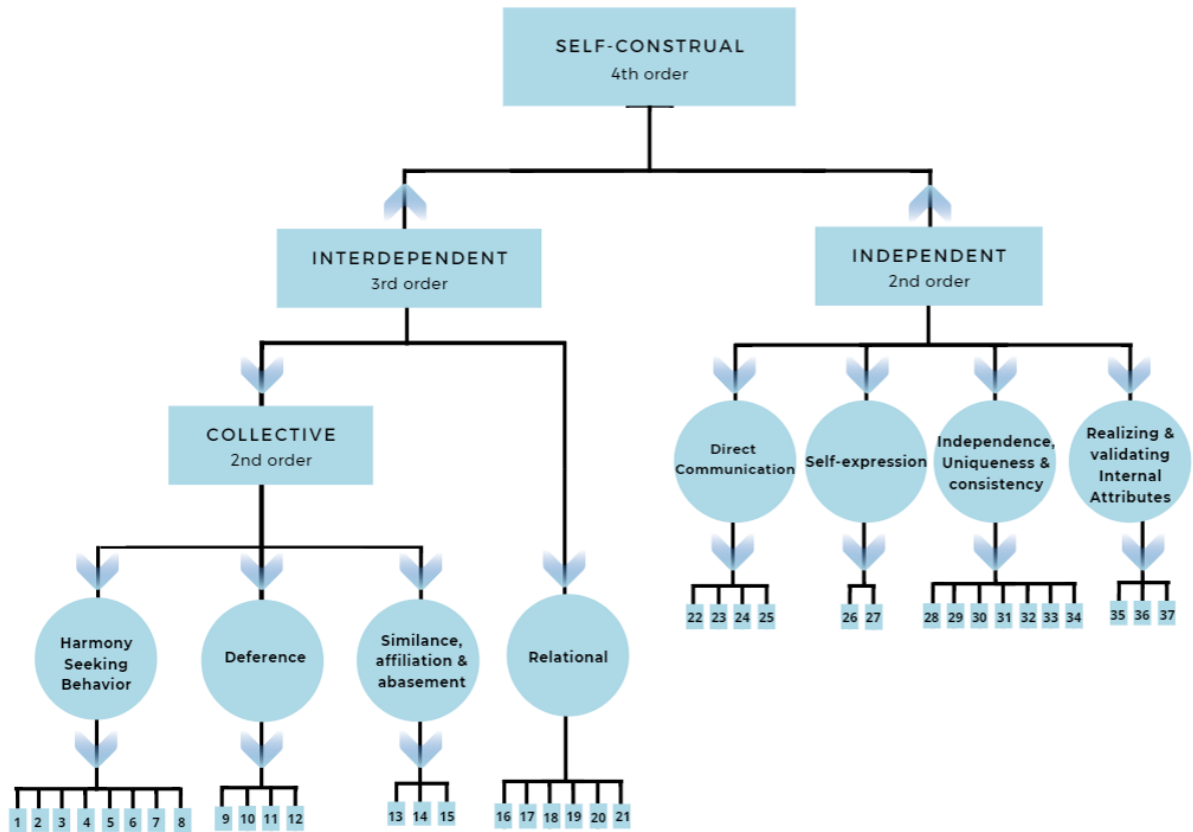 SELF-CONSTRUAL
4th order
INTERDEPENDENT
3rd order
INDEPENDENT
2nd order
COLLECTIVE
2nd order
Direct
Communication
Self-expression
Independence,
Uniqueness &
consistency
Realizing &
validating
Internal
Attributes
22 23 24 25
26 27
28 29 30 31 32 33 34
35 36 37
Harmony
Seeking
Behavior
Deference
Similance,
affiliation &
abasement
Relational
1 2 3 4 5 6 7 8
9 10 11 12
13 14 15
16 17 18 19 20 21